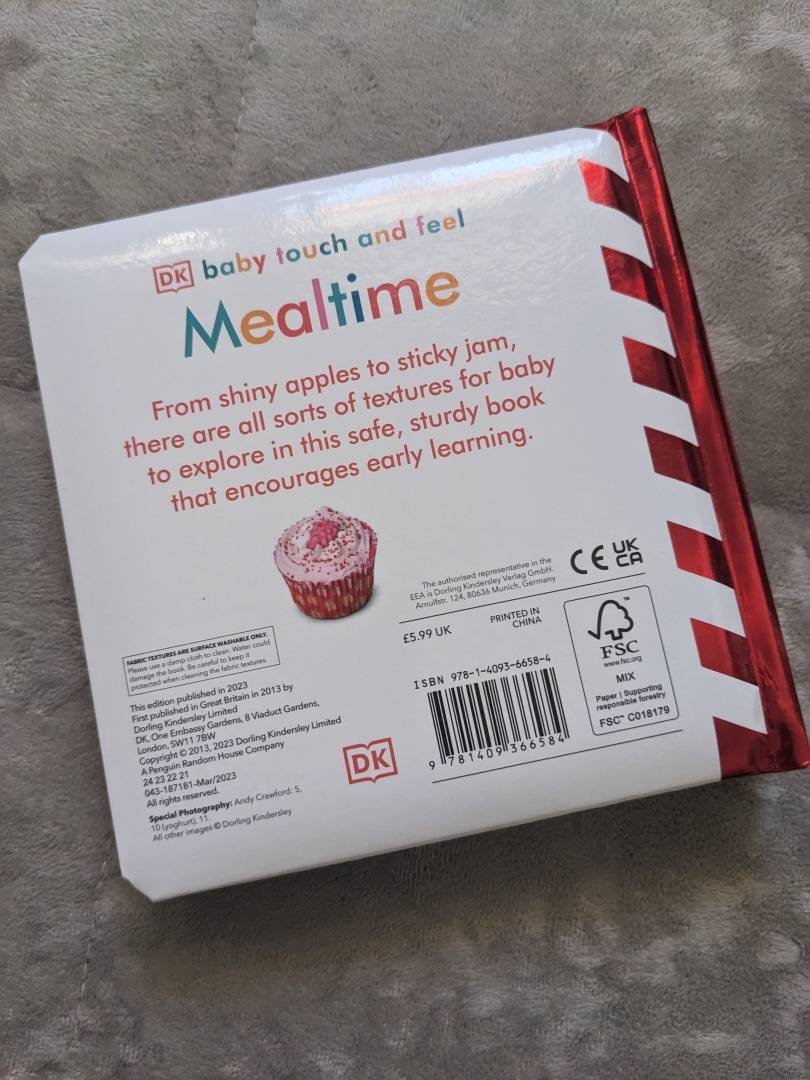 DK baby touch and feel
Mealtime
From shiny apples to sticky jam,
there are all sorts of textures for baby
to explore in this safe, sturdy book
that encourages early learning.
The authorised representative in the
EEA is Dorling Kindersley Verlag GmbH.
Arnulfstr. 124, 80636 Munich, Germany
CE UK
CA
£5.99 UK
PRINTED IN
CHINA
FSC™
www.fsc.org
MIX
Paper | Supporting
responsible forestry
FSC™ C018179
ISBN 978-1-4093-6658-4
9 781409 366584
FABRIC TEXTURES ARE SURFACE WASHABLE ONLY.
Please use a damp cloth to clean. Water could
damage the book. Be careful to keep it
protected when cleaning the fabric textures.
This edition published in 2023
First published in Great Britain in 2013 by
Dorling Kindersley Limited
DK, One Embassy Gardens, 8 Viaduct Gardens,
London, SW11 7BW
Copyright © 2013, 2023 Dorling Kindersley Limited
A Penguin Random House Company
24 23 22 21
043-187181-Mar/2023
All rights reserved.
Special Photography: Andy Crawford: 5,
10 (yoghurt), 11.
All other images © Dorling Kindersley
DK